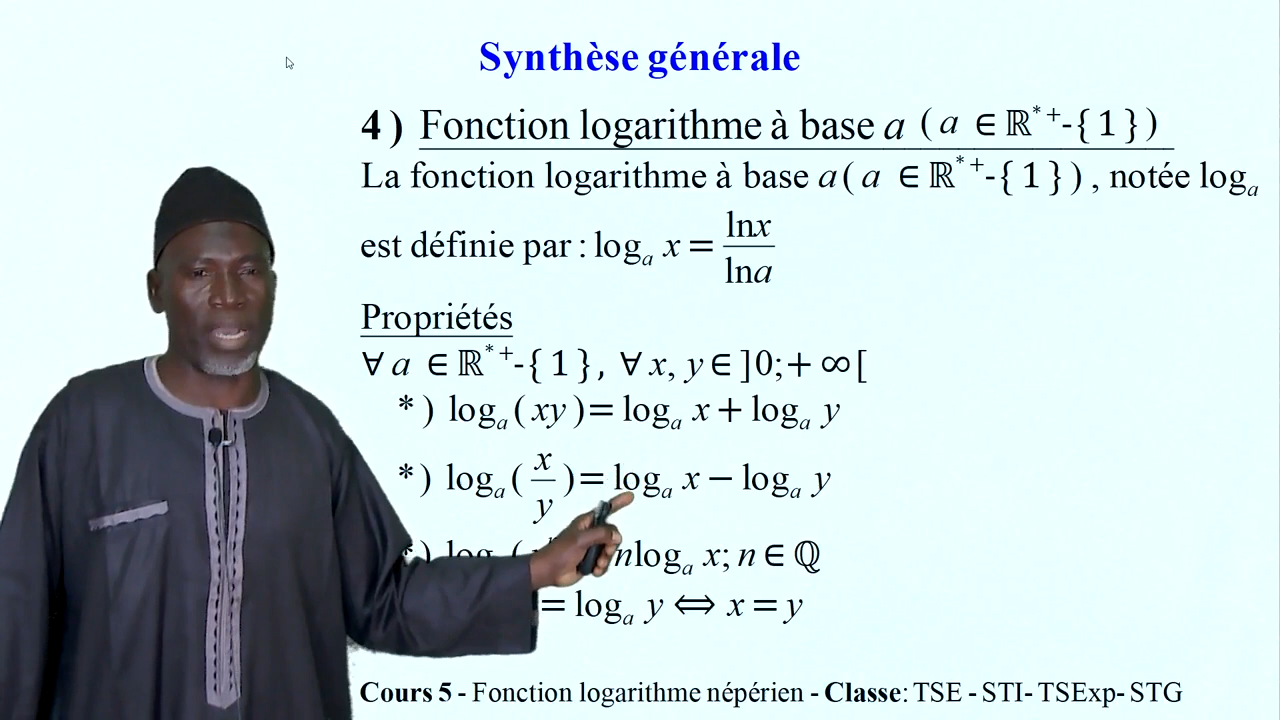 Synthèse générale
4 ) Fonction logarithme à base a ( a ∈ ℝ*⁺-{ 1 } )
La fonction logarithme à base a ( a ∈ ℝ*⁺-{ 1 } ) , notée logₐ
est définie par : logₐ x = lnx/lna
Propriétés
∀ a ∈ ℝ*⁺-{ 1 }, ∀ x, y ∈ ]0;+ ∞[
* ) logₐ ( xy ) = logₐ x + logₐ y
* ) logₐ ( x/y ) = logₐ x − logₐ y
*) nlogₐ x; n ∈ ℚ
= logₐ y ⇔ x = y
Cours 5 - Fonction logarithme népérien - Classe: TSE - STI- TSExp- STG